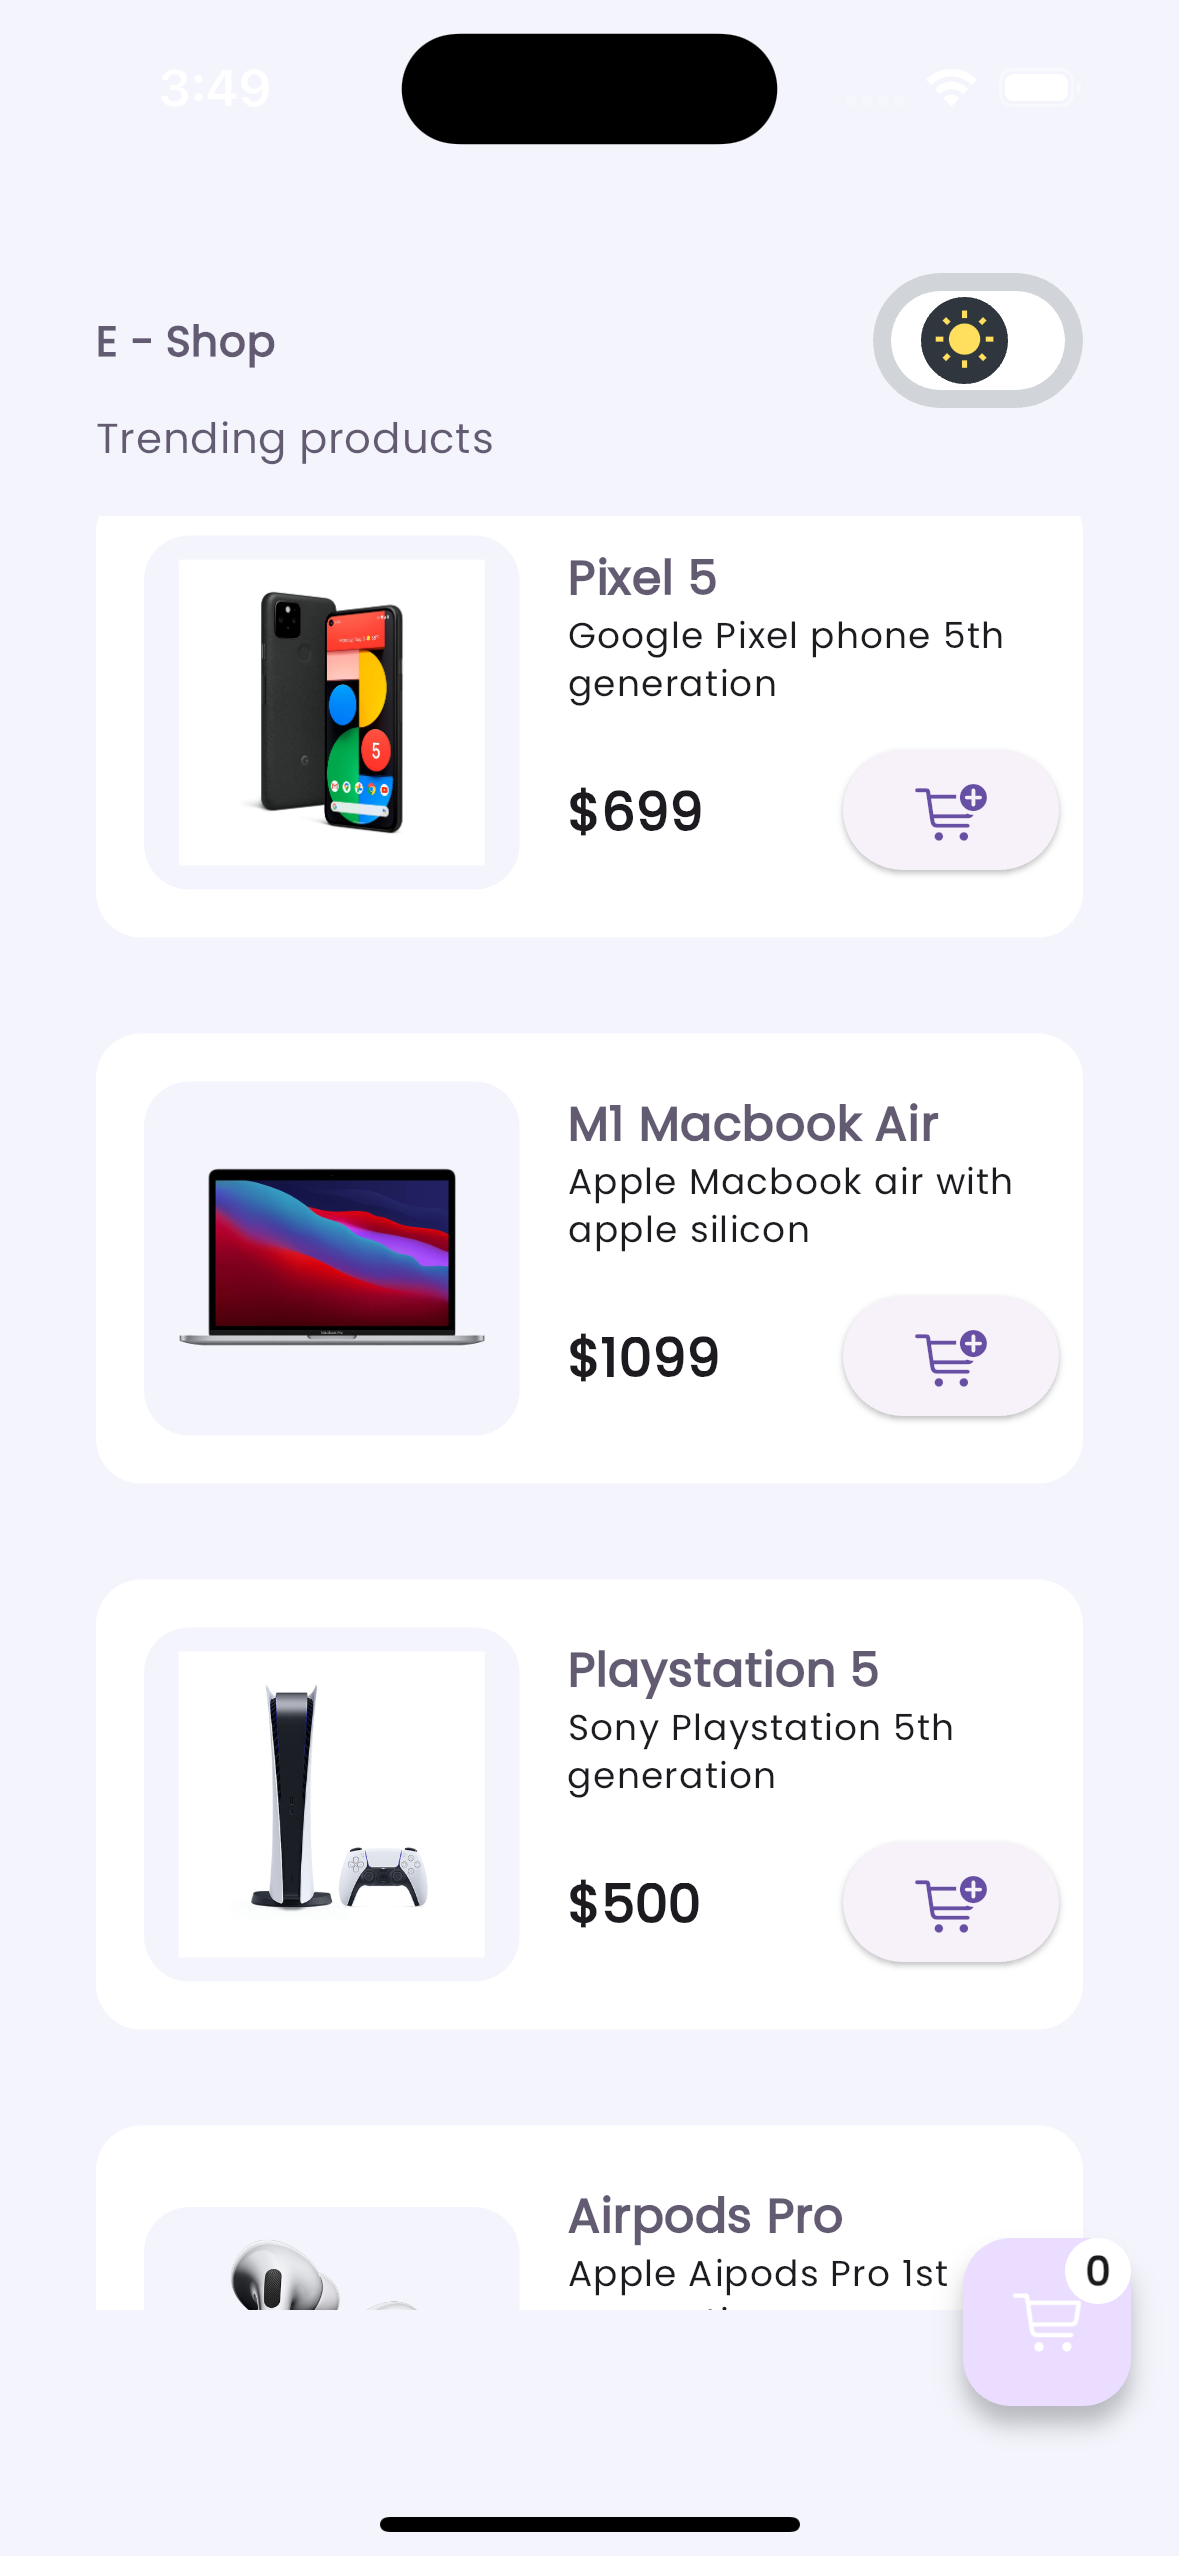 3:49
E - Shop
Trending products
Pixel 5
Google Pixel phone 5th
generation
5
$699
M1 Macbook Air
Apple Macbook air with
apple silicon
$1099
Playstation 5
Sony Playstation 5th
generation
$500
Airpods Pro
Apple Aipods Pro 1st
0